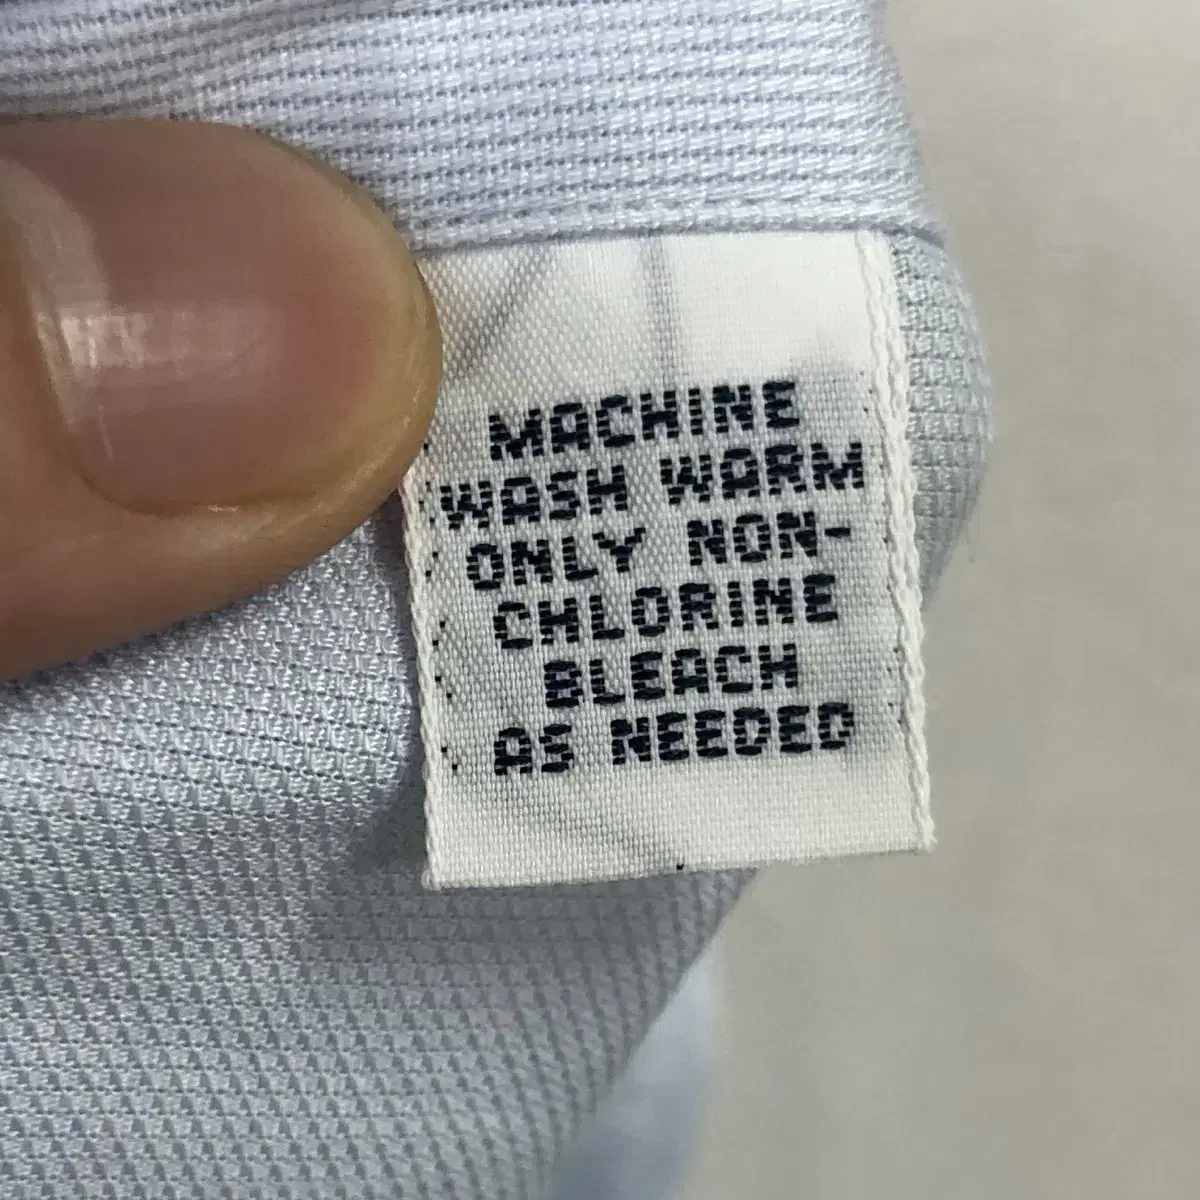 MACHINE
WASH WARM
ONLY NON-
CHLORINE
BLEACH
AS NEEDED